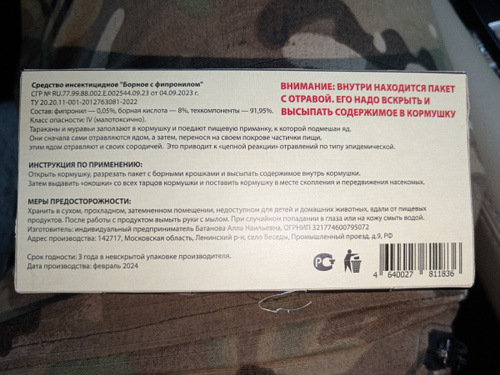 Средство инсектицидное "Борное с фипронилом"
СГР № RU.77.99.88.002.E.002544.09.23 от 04.09.2023 г.
ТУ 20.20.11-001-2012763081-2022
Состав: фипронил — 0,05%, борная кислота — 8%, техкомпоненты — 91,95%.
Класс опасности: IV (малотоксично).
ВНИМАНИЕ: ВНУТРИ НАХОДИТСЯ ПАКЕТ
С ОТРАВОЙ. ЕГО НАДО ВСКРЫТЬ И
ВЫСЫПАТЬ СОДЕРЖИМОЕ В КОРМУШКУ
Тараканы и муравьи заползают в кормушку и поедают пищевую приманку, к которой подмешан яд.
Они сначала сами отравляются ядом, а затем, перенося на своем покрове частички пищи,
этим ядом отравляют и своих сородичей. Это приводит к «цепной реакции» отравлений по типу эпидемической.
ИНСТРУКЦИЯ ПО ПРИМЕНЕНИЮ:
Открыть кормушку, разрезать пакет с борными крошками и высыпать содержимое внутрь кормушки.
Затем выдавить «окошки» со всех торцов кормушки и поставить кормушку в месте скопления и передвижения насекомых.
МЕРЫ ПРЕДОСТОРОЖНОСТИ:
Хранить в сухом, прохладном, затемненном помещении, недоступном для детей и домашних животных, вдали от пищевых
продуктов. После работы с продуктом вымыть руки с мылом. При случайном попадании в глаза или на кожу смыть водой.
Изготовитель: индивидуальный предприниматель Батанова Алла Наильевна, ОГРНИП 321774600795072
Адрес производства: 142717, Московская область, Ленинский р-н, село Беседы, Промышленный проезд, д.9, РФ
Срок годности: 3 года в невскрытой упаковке производителя.
Дата производства: февраль 2024
4 640027 811836